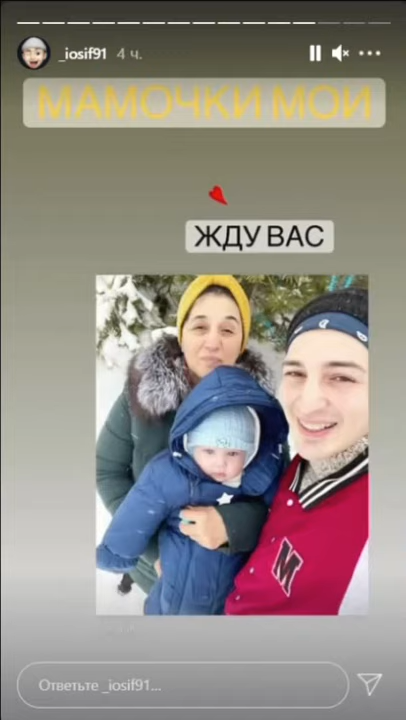 _iosif91 4 ч.
МАМОЧКИ МОИ
ЖДУ ВАС
M
Ответьте _iosif91...